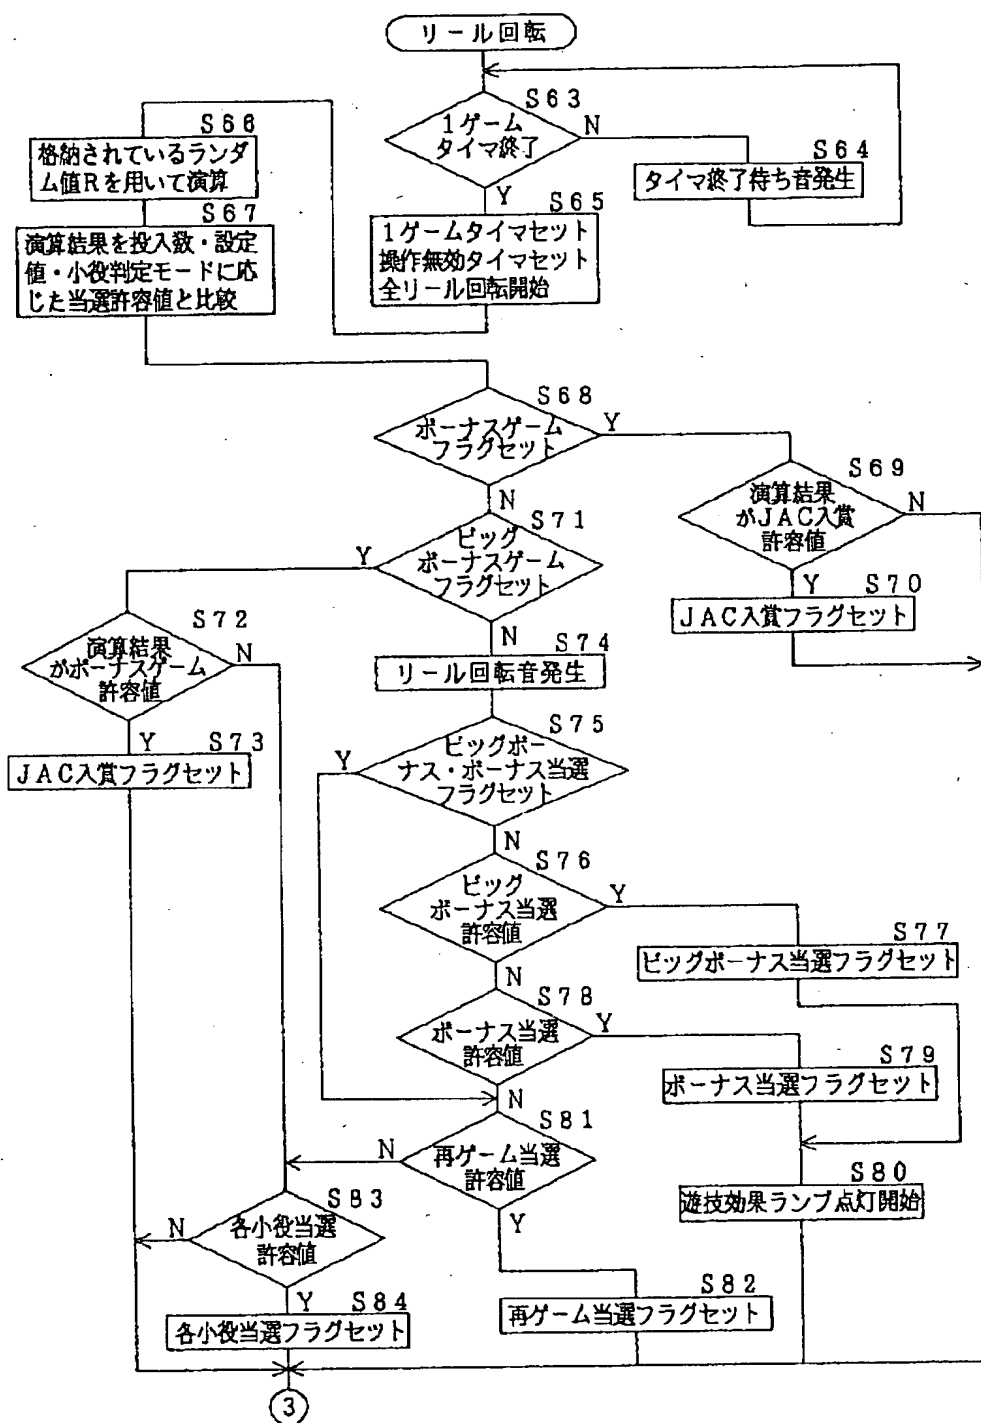 リール回転
S63
1ゲーム
タイマ終了
N
Y
S64
タイマ終了待ち音発生
S65
1ゲームタイマセット
操作無効タイマセット
全リール回転開始
S66
格納されているランダ
ム値Rを用いて演算
S67
演算結果を投入数・設定
値・小役判定モードに応
じた当選許容値と比較
S68
ボーナスゲーム
フラグセット
Y
N
S69
演算結果
がJAC入賞
許容値
N
Y
S70
JAC入賞フラグセット
S71
ビッグ
ボーナスゲーム
フラグセット
Y
N
S72
演算結果
がボーナスゲーム
許容値
N
Y
S73
JAC入賞フラグセット
S74
リール回転音発生
S75
ビッグボー
ナス・ボーナス当選
フラグセット
Y
N
S76
ビッグ
ボーナス当選
許容値
Y
N
S77
ビッグボーナス当選フラグセット
S78
ボーナス当選
許容値
Y
N
S79
ボーナス当選フラグセット
S80
遊技効果ランプ点灯開始
S81
再ゲーム当選
許容値
N
Y
S82
再ゲーム当選フラグセット
S83
各小役当選
許容値
N
Y
S84
各小役当選フラグセット
3